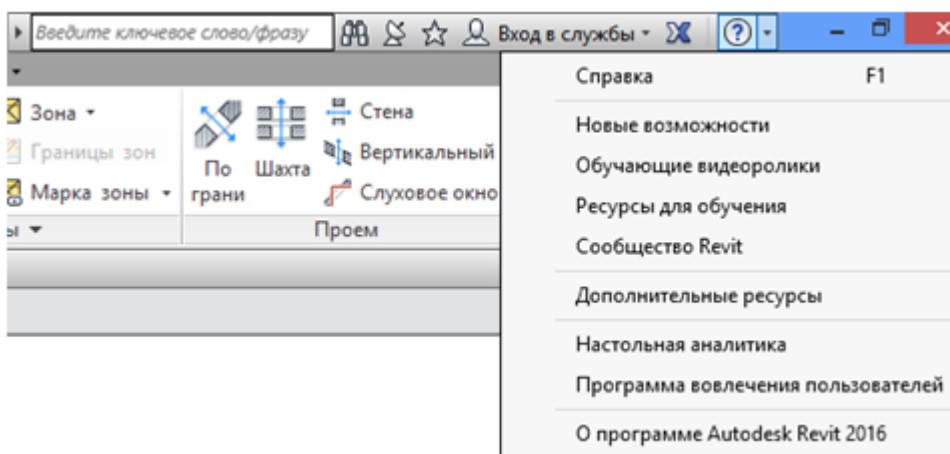 Введите ключевое слово/фразу Вход в службы
Справка F1
Зона Стена
Новые возможности
Границы зон По грани Шахта Вертикальный
Обучающие видеоролики
Марка зоны Слуховое окно
Ресурсы для обучения
ы Проем
Сообщество Revit
Дополнительные ресурсы
Настольная аналитика
Программа вовлечения пользователей
О программе Autodesk Revit 2016